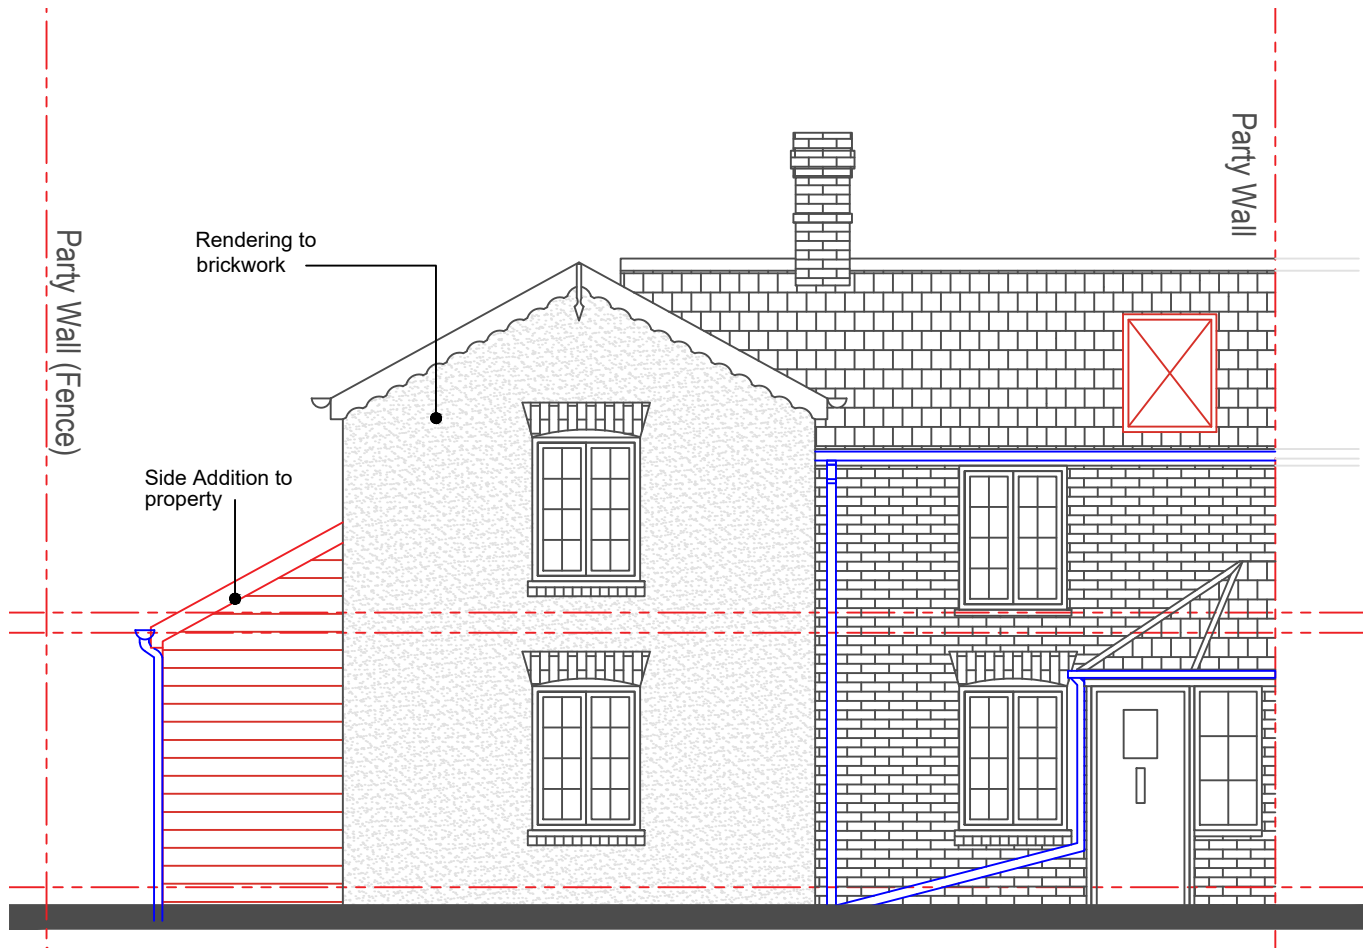 Party Wall
Rendering to
brickwork
Party Wall (Fence)
Side Addition to
property